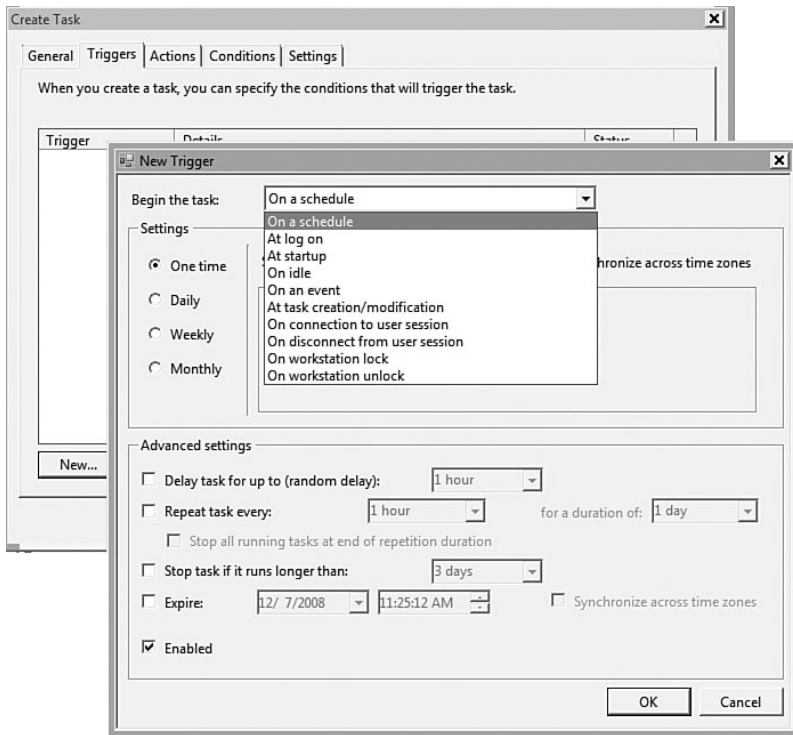 Create Task
General Triggers Actions Conditions Settings
When you create a task, you can specify the conditions that will trigger the task.
Trigger Details Status
New...
New Trigger
Begin the task: On a schedule
On a schedule
At log on
At startup
On idle
On an event
At task creation/modification
On connection to user session
On disconnect from user session
On workstation lock
On workstation unlock
Settings
One time
Daily
Weekly
Monthly
hronize across time zones
Advanced settings
Delay task for up to (random delay): 1 hour
Repeat task every: 1 hour for a duration of: 1 day
Stop all running tasks at end of repetition duration
Stop task if it runs longer than: 3 days
Expire: 12/ 7/2008 11:25:12 AM Synchronize across time zones
Enabled
OK Cancel